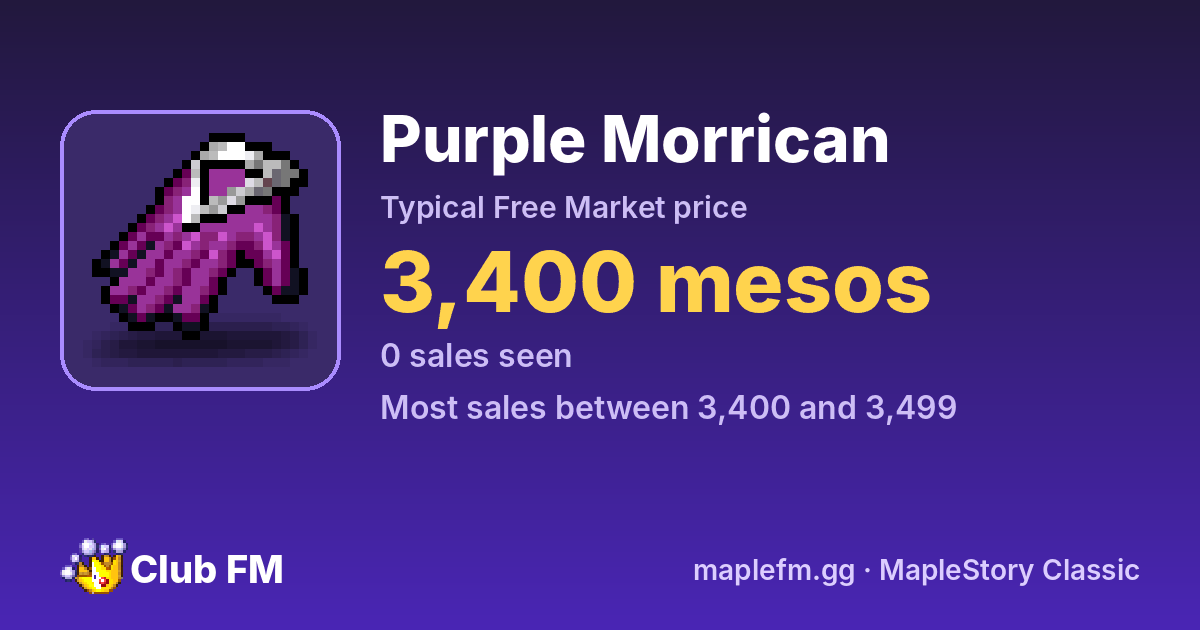 Purple Morrican
Typical Free Market price
3,400 mesos
0 sales seen
Most sales between 3,400 and 3,499
Club FM
maplefm.gg · MapleStory Classic